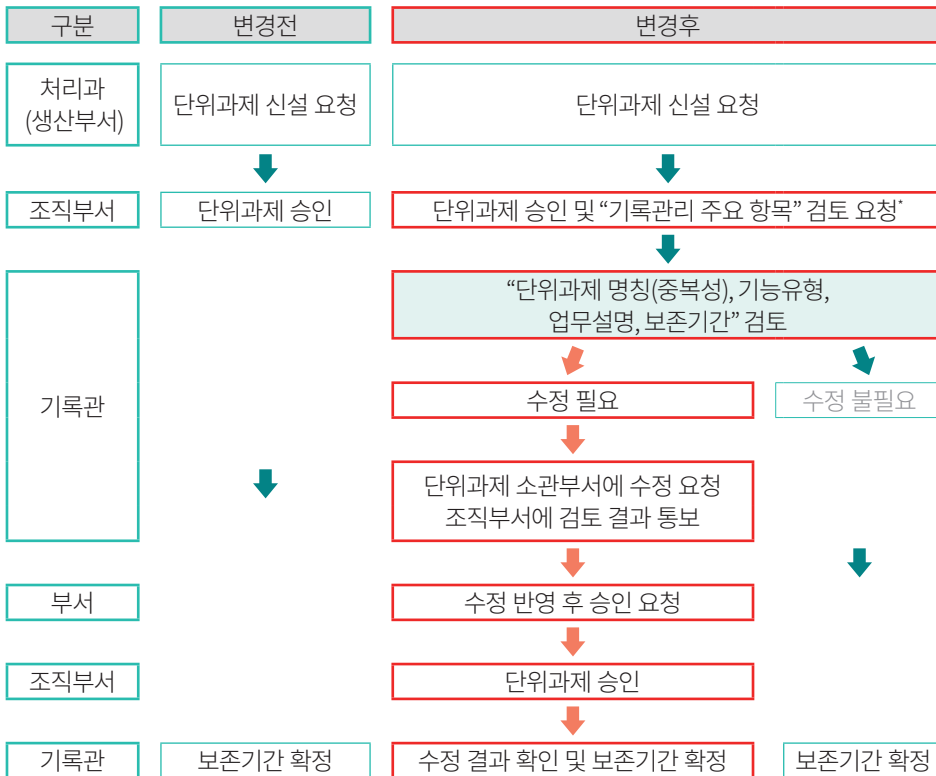 구분
변경전
변경후
처리과
(생산부서)
단위과제 신설 요청
단위과제 신설 요청
조직부서
단위과제 승인
단위과제 승인 및 “기록관리 주요 항목” 검토 요청*
기록관
“단위과제 명칭(중복성), 기능유형,
업무설명, 보존기간” 검토
수정 필요
수정 불필요
단위과제 소관부서에 수정 요청
조직부서에 검토 결과 통보
부서
수정 반영 후 승인 요청
조직부서
단위과제 승인
기록관
보존기간 확정
수정 결과 확인 및 보존기간 확정
보존기간 확정